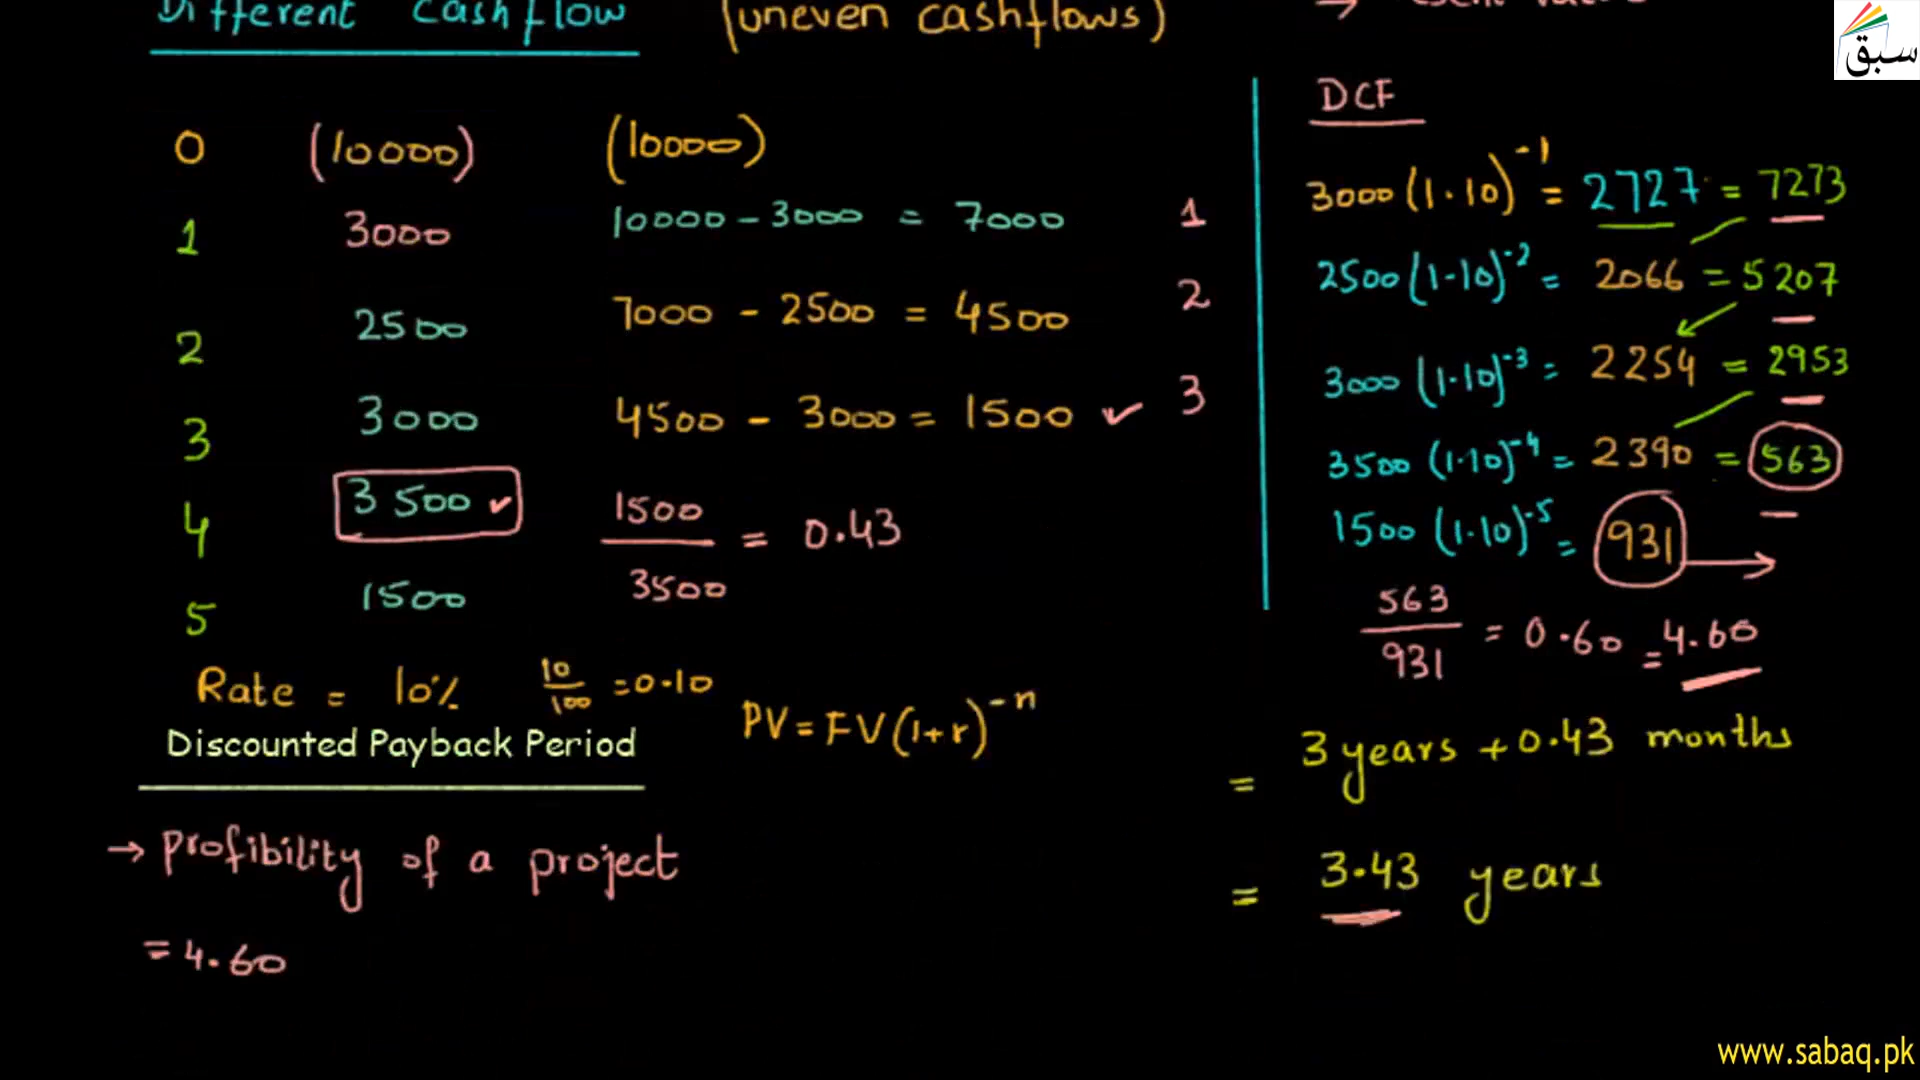 Different Cashflow (uneven cashflows)
سبق
DCF
0 (10000) (10000)
1 3000 10000 - 3000 = 7000 1
2 2500 7000 - 2500 = 4500 2
3 3000 4500 - 3000 = 1500 ✓ 3
4 3500 ✓ 1500/3500 = 0.43
5 1500
3000 (1.10)^-1 = 2727 = 7273
2500 (1.10)^-2 = 2066 = 5207
3000 (1.10)^-3 = 2254 = 2953
3500 (1.10)^-4 = 2390 = 563
1500 (1.10)^-5 = 931 →
563/931 = 0.60 = 4.60
Rate = 10% 10/100 = 0.10 PV = FV (1+r)^-n
Discounted Payback Period
= 3 years + 0.43 months
= 3.43 years
→ Profibility of a project
= 4.60
www.sabaq.pk